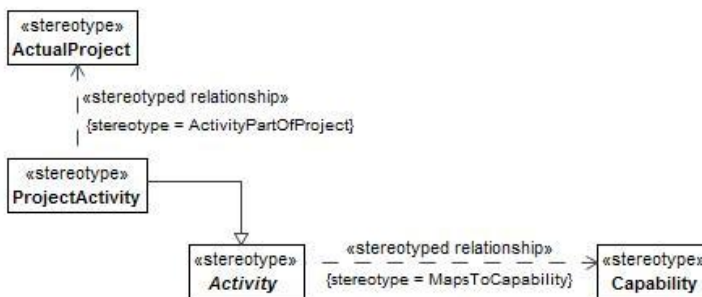 «stereotype»
ActualProject
«stereotyped relationship»
{stereotype = ActivityPartOfProject}
«stereotype»
ProjectActivity
«stereotype»
Activity
«stereotyped relationship»
{stereotype = MapsToCapability}
«stereotype»
Capability